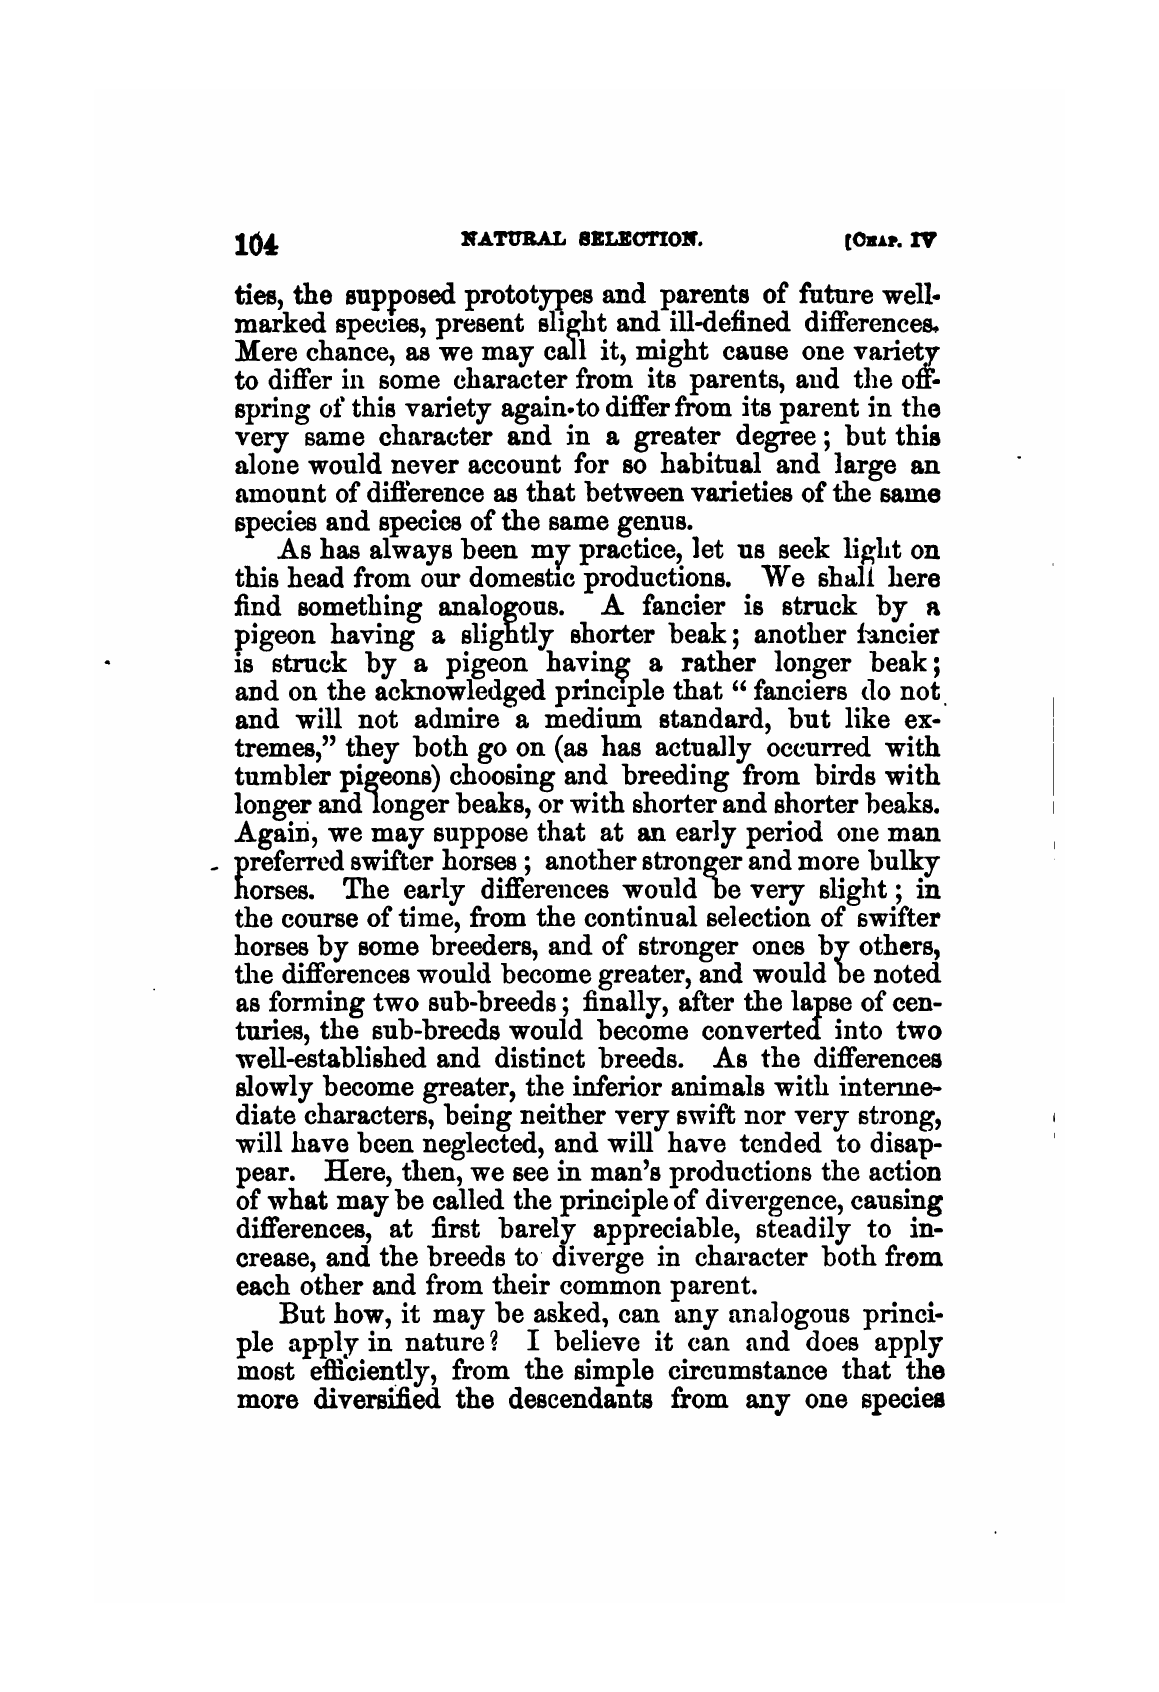 104 NATURAL SELECTION. [CHAP. IV
ties, the supposed prototypes and parents of future well-
marked species, present slight and ill-defined differences.
Mere chance, as we may call it, might cause one variety
to differ in some character from its parents, and the off-
spring of this variety again to differ from its parent in the
very same character and in a greater degree; but this
alone would never account for so habitual and large an
amount of difference as that between varieties of the same
species and species of the same genus.
As has always been my practice, let us seek light on
this head from our domestic productions. We shall here
find something analogous. A fancier is struck by a
pigeon having a slightly shorter beak; another fancier
is struck by a pigeon having a rather longer beak;
and on the acknowledged principle that "fanciers do not
and will not admire a medium standard, but like ex-
tremes," they both go on (as has actually occurred with
tumbler pigeons) choosing and breeding from birds with
longer and longer beaks, or with shorter and shorter beaks.
Again, we may suppose that at an early period one man
preferred swifter horses; another stronger and more bulky
horses. The early differences would be very slight; in
the course of time, from the continual selection of swifter
horses by some breeders, and of stronger ones by others,
the differences would become greater, and would be noted
as forming two sub-breeds; finally, after the lapse of cen-
turies, the sub-breeds would become converted into two
well-established and distinct breeds. As the differences
slowly become greater, the inferior animals with interme-
diate characters, being neither very swift nor very strong,
will have been neglected, and will have tended to disap-
pear. Here, then, we see in man's productions the action
of what may be called the principle of divergence, causing
differences, at first barely appreciable, steadily to in-
crease, and the breeds to diverge in character both from
each other and from their common parent.
But how, it may be asked, can any analogous princi-
ple apply in nature? I believe it can and does apply
most efficiently, from the simple circumstance that the
more diversified the descendants from any one species